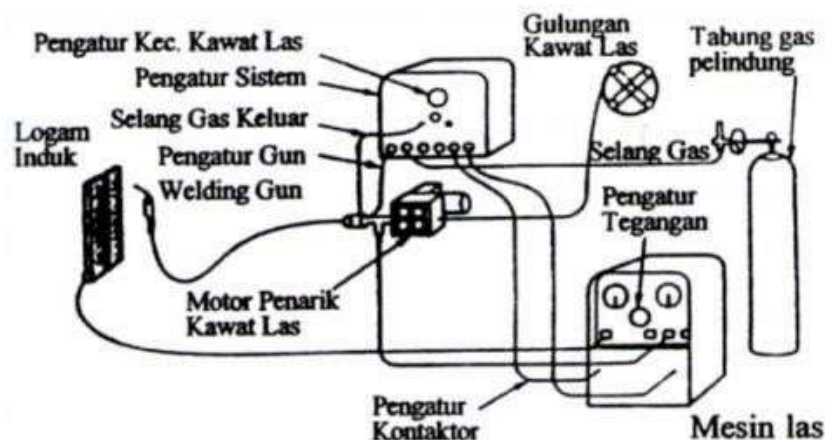 Pengatur Kec. Kawat Las
Pengatur Sistem
Selang Gas Keluar
Logam
Induk
Pengatur Gun
Welding Gun
Gulungan
Kawat Las
Tabung gas
pelindung
Selang Gas
Pengatur
Tegangan
Motor Penarik
Kawat Las
Pengatur
Kontaktor
Mesin las